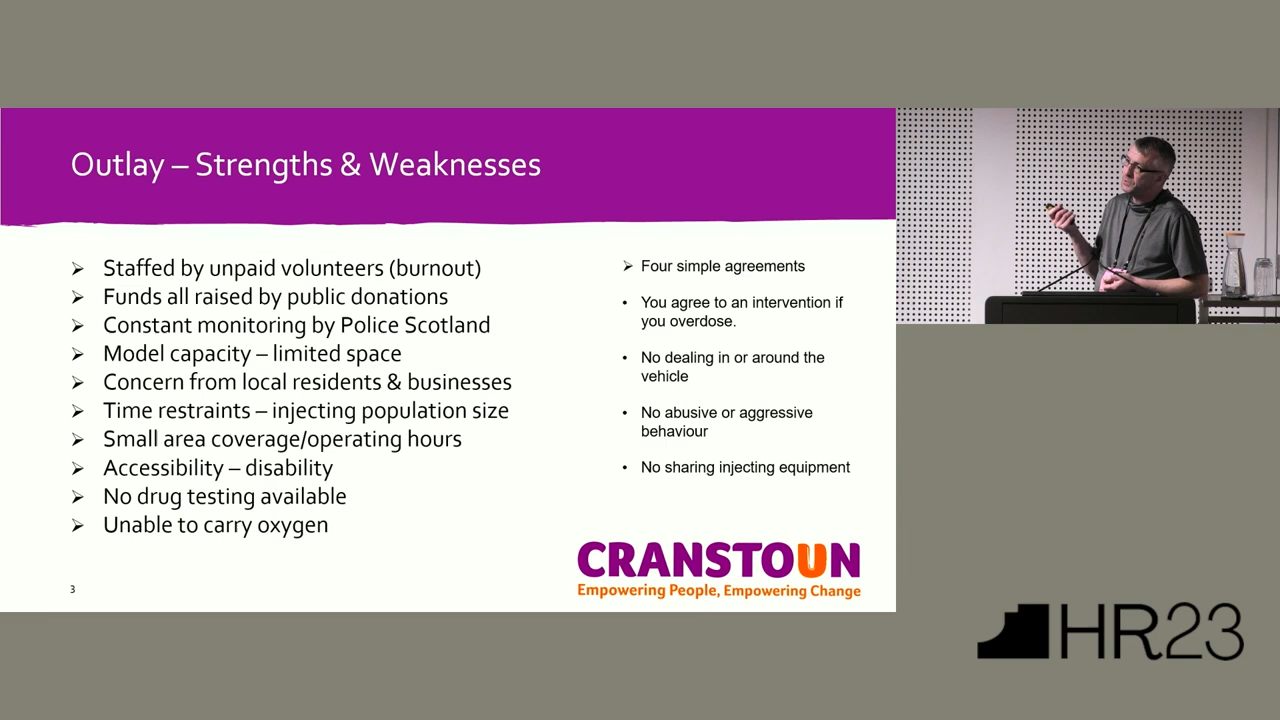 Outlay – Strengths & Weaknesses
➢ Staffed by unpaid volunteers (burnout)
➢ Funds all raised by public donations
➢ Constant monitoring by Police Scotland
➢ Model capacity – limited space
➢ Concern from local residents & businesses
➢ Time restraints – injecting population size
➢ Small area coverage/operating hours
➢ Accessibility – disability
➢ No drug testing available
➢ Unable to carry oxygen
➢ Four simple agreements
• You agree to an intervention if
you overdose.
• No dealing in or around the
vehicle
• No abusive or aggressive
behaviour
• No sharing injecting equipment
CRANSTOUN
Empowering People, Empowering Change
3
HR23